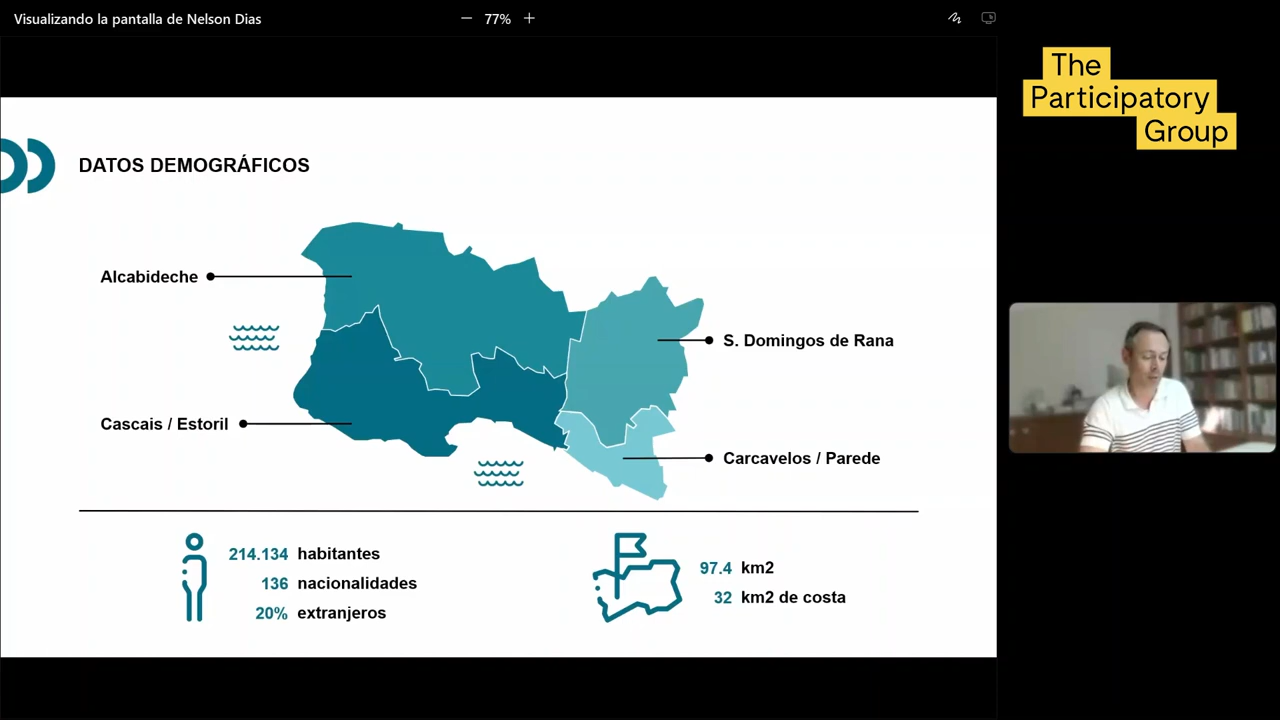 Visualizando la pantalla de Nelson Dias
77%
The
Participatory
Group
DATOS DEMOGRÁFICOS
Alcabideche
S. Domingos de Rana
Cascais / Estoril
Carcavelos / Parede
214.134 habitantes
136 nacionalidades
20% extranjeros
97.4 km2
32 km2 de costa